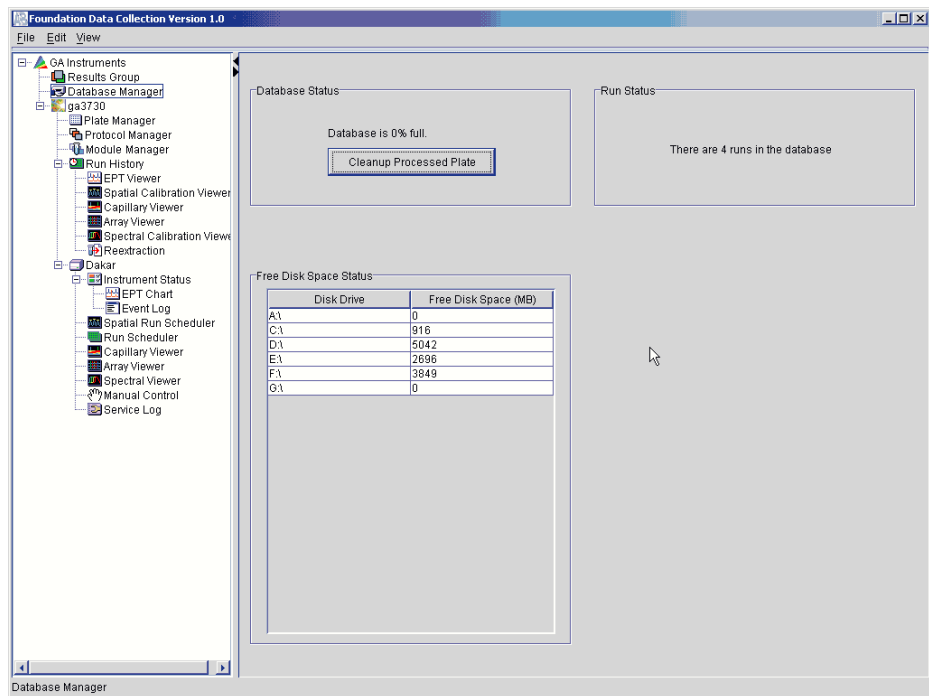 Foundation Data Collection Version 1.0
File Edit View
GA Instruments
Results Group
Database Manager
ga3730
Plate Manager
Protocol Manager
Module Manager
Run History
EPT Viewer
Spatial Calibration Viewer
Capillary Viewer
Array Viewer
Spectral Calibration Viewe
Reextraction
Dakar
Instrument Status
EPT Chart
Event Log
Spatial Run Scheduler
Run Scheduler
Capillary Viewer
Array Viewer
Spectral Viewer
Manual Control
Service Log
Database Status
Database is 0% full.
Cleanup Processed Plate
Run Status
There are 4 runs in the database
Free Disk Space Status
Disk Drive Free Disk Space (MB)
A:\ 0
C:\ 916
D:\ 5042
E:\ 2696
F:\ 3849
G:\ 0
Database Manager